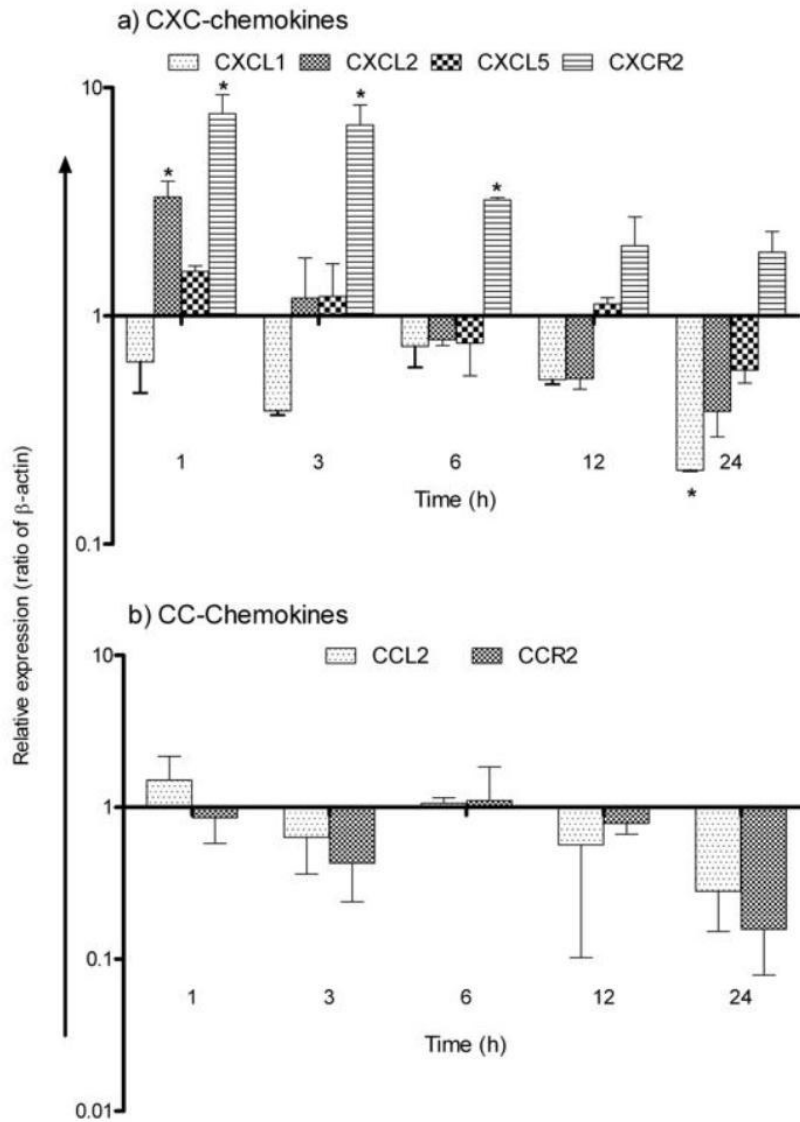 a) CXC-chemokines
CXCL1 CXCL2 CXCL5 CXCR2
10
* * * *
1
1 3 6 12 24
*
Time (h)
0.1
Relative expression (ratio of β-actin)
b) CC-Chemokines
CCL2 CCR2
10
1
0.1
1 3 6 12 24
Time (h)
0.01